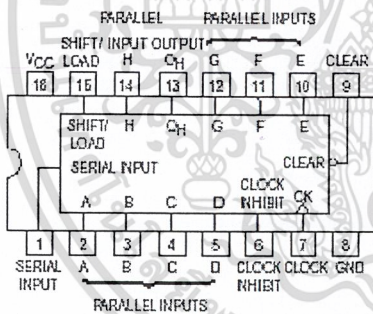 PARALLEL PARALLEL INPUTS
SHIFT/ INPUT OUTPUT
VCC LOAD H QH G F E CLEAR
16 15 14 13 12 11 10 9
SHIFT/ H QH G F E
LOAD
CLEAR
SERIAL INPUT
CLOCK
A B C D INHIBIT CK
1 2 3 4 5 6 7 8
SERIAL A B C D CLOCK CLOCK GND
INPUT INHIBIT
PARALLEL INPUTS